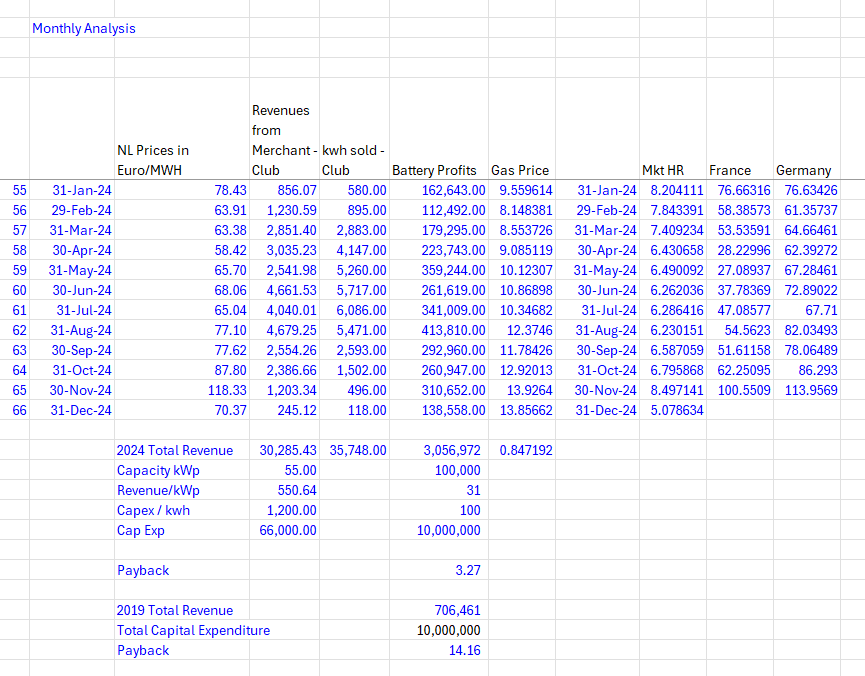 Monthly Analysis
Revenues
from
NL Prices in Merchant - kwh sold -
Euro/MWH Club Club Battery Profits Gas Price Mkt HR France Germany
55 31-Jan-24 78.43 856.07 580.00 162,643.00 9.559614 31-Jan-24 8.204111 76.66316 76.63426
56 29-Feb-24 63.91 1,230.59 895.00 112,492.00 8.148381 29-Feb-24 7.843391 58.38573 61.35737
57 31-Mar-24 63.38 2,851.40 2,883.00 179,295.00 8.553726 31-Mar-24 7.409234 53.53591 64.66461
58 30-Apr-24 58.42 3,035.23 4,147.00 223,743.00 9.085119 30-Apr-24 6.430658 28.22996 62.39272
59 31-May-24 65.70 2,541.98 5,260.00 359,244.00 10.12307 31-May-24 6.490092 27.08937 67.28461
60 30-Jun-24 68.06 4,661.53 5,717.00 261,619.00 10.86898 30-Jun-24 6.262036 37.78369 72.89022
61 31-Jul-24 65.04 4,040.01 6,086.00 341,009.00 10.34682 31-Jul-24 6.286416 47.08577 67.71
62 31-Aug-24 77.10 4,679.25 5,471.00 413,810.00 12.3746 31-Aug-24 6.230151 54.5623 82.03493
63 30-Sep-24 77.62 2,554.26 2,593.00 292,960.00 11.78426 30-Sep-24 6.587059 51.61158 78.06489
64 31-Oct-24 87.80 2,386.66 1,502.00 260,947.00 12.92013 31-Oct-24 6.795868 62.25095 86.293
65 30-Nov-24 118.33 1,203.34 496.00 310,652.00 13.9264 30-Nov-24 8.497141 100.5509 113.9569
66 31-Dec-24 70.37 245.12 118.00 138,558.00 13.85662 31-Dec-24 5.078634
2024 Total Revenue 30,285.43 35,748.00 3,056,972 0.847192
Capacity kWp 55.00 100,000
Revenue/kWp 550.64 31
Capex / kwh 1,200.00 100
Cap Exp 66,000.00 10,000,000
Payback 3.27
2019 Total Revenue 706,461
Total Capital Expenditure 10,000,000
Payback 14.16